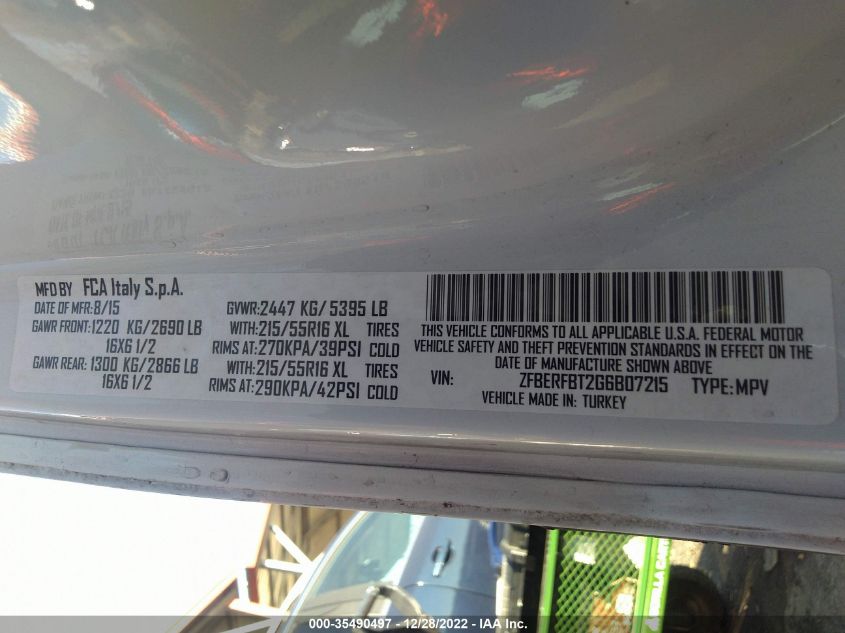 MFD BY FCA Italy S.p.A.
DATE OF MFR: 8/15 GVWR: 2447 KG/ 5395 LB
GAWR FRONT: 1220 KG/2690 LB WITH: 215/55R16 XL TIRES
16X6 1/2 RIMS AT: 270KPA/39PSI COLD
GAWR REAR: 1300 KG/2866 LB WITH: 215/55R16 XL TIRES
16X6 1/2 RIMS AT: 290KPA/42PSI COLD
THIS VEHICLE CONFORMS TO ALL APPLICABLE U.S.A. FEDERAL MOTOR
VEHICLE SAFETY AND THEFT PREVENTION STANDARDS IN EFFECT ON THE
DATE OF MANUFACTURE SHOWN ABOVE
VIN: ZFBERFBT2G6B07215 TYPE: MPV
VEHICLE MADE IN: TURKEY
GORILLA CARTS
000-35490497 - 12/28/2022 - IAA Inc.